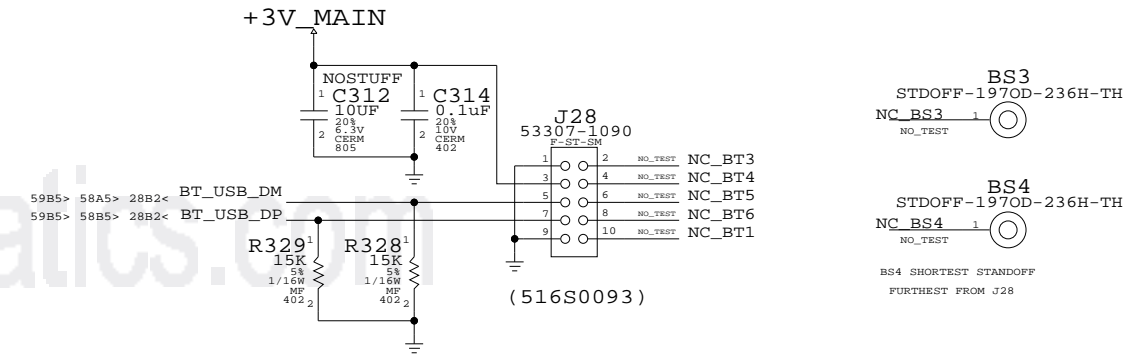 +3V_MAIN
NOSTUFF
1 C312
10UF
20%
2 6.3V
CERM
805
1 C314
0.1uF
20%
2 10V
CERM
402
J28
53307-1090
F-ST-SM
1 2 NO_TEST NC_BT3
3 4 NO_TEST NC_BT4
5 6 NO_TEST NC_BT5
7 8 NO_TEST NC_BT6
9 10 NO_TEST NC_BT1
(516S0093)
59B5> 58A5> 28B2< BT_USB_DM
59B5> 58B5> 28B2< BT_USB_DP
R329 1
15K
5%
1/16W
MF
402 2
R328 1
15K
5%
1/16W
MF
402 2
BS3
STDOFF-197OD-236H-TH
NC_BS3 1
NO_TEST
BS4
STDOFF-197OD-236H-TH
NC_BS4 1
NO_TEST
BS4 SHORTEST STANDOFF
FURTHEST FROM J28
atics.com